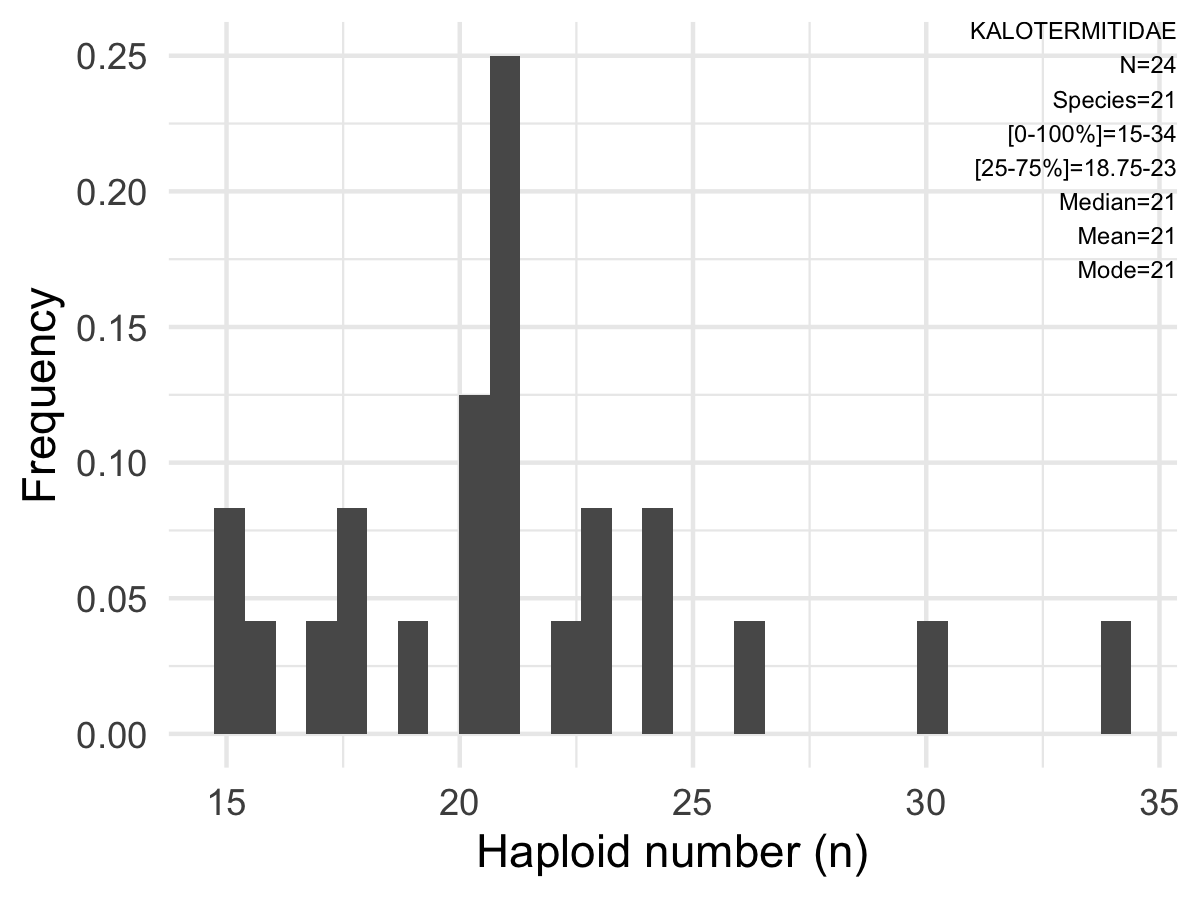 KALOTERMITIDAE
N=24
Species=21
[0-100%]=15-34
[25-75%]=18.75-23
Median=21
Mean=21
Mode=21
0.25
0.20
0.15
0.10
0.05
0.00
Frequency
15 20 25 30 35
Haploid number (n)